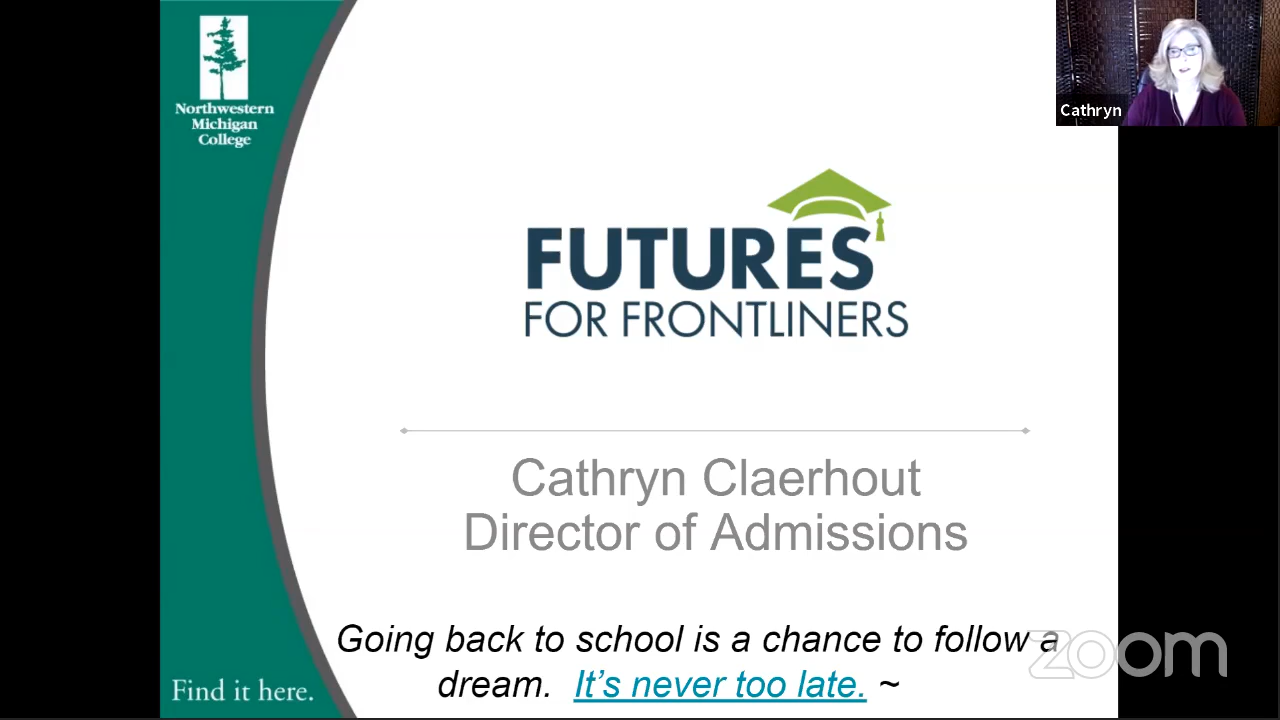 Northwestern
Michigan
College
Cathryn
FUTURES
FOR FRONTLINERS
Cathryn Claerhout
Director of Admissions
Going back to school is a chance to follow a
dream. It's never too late. ~
Find it here.
zoom